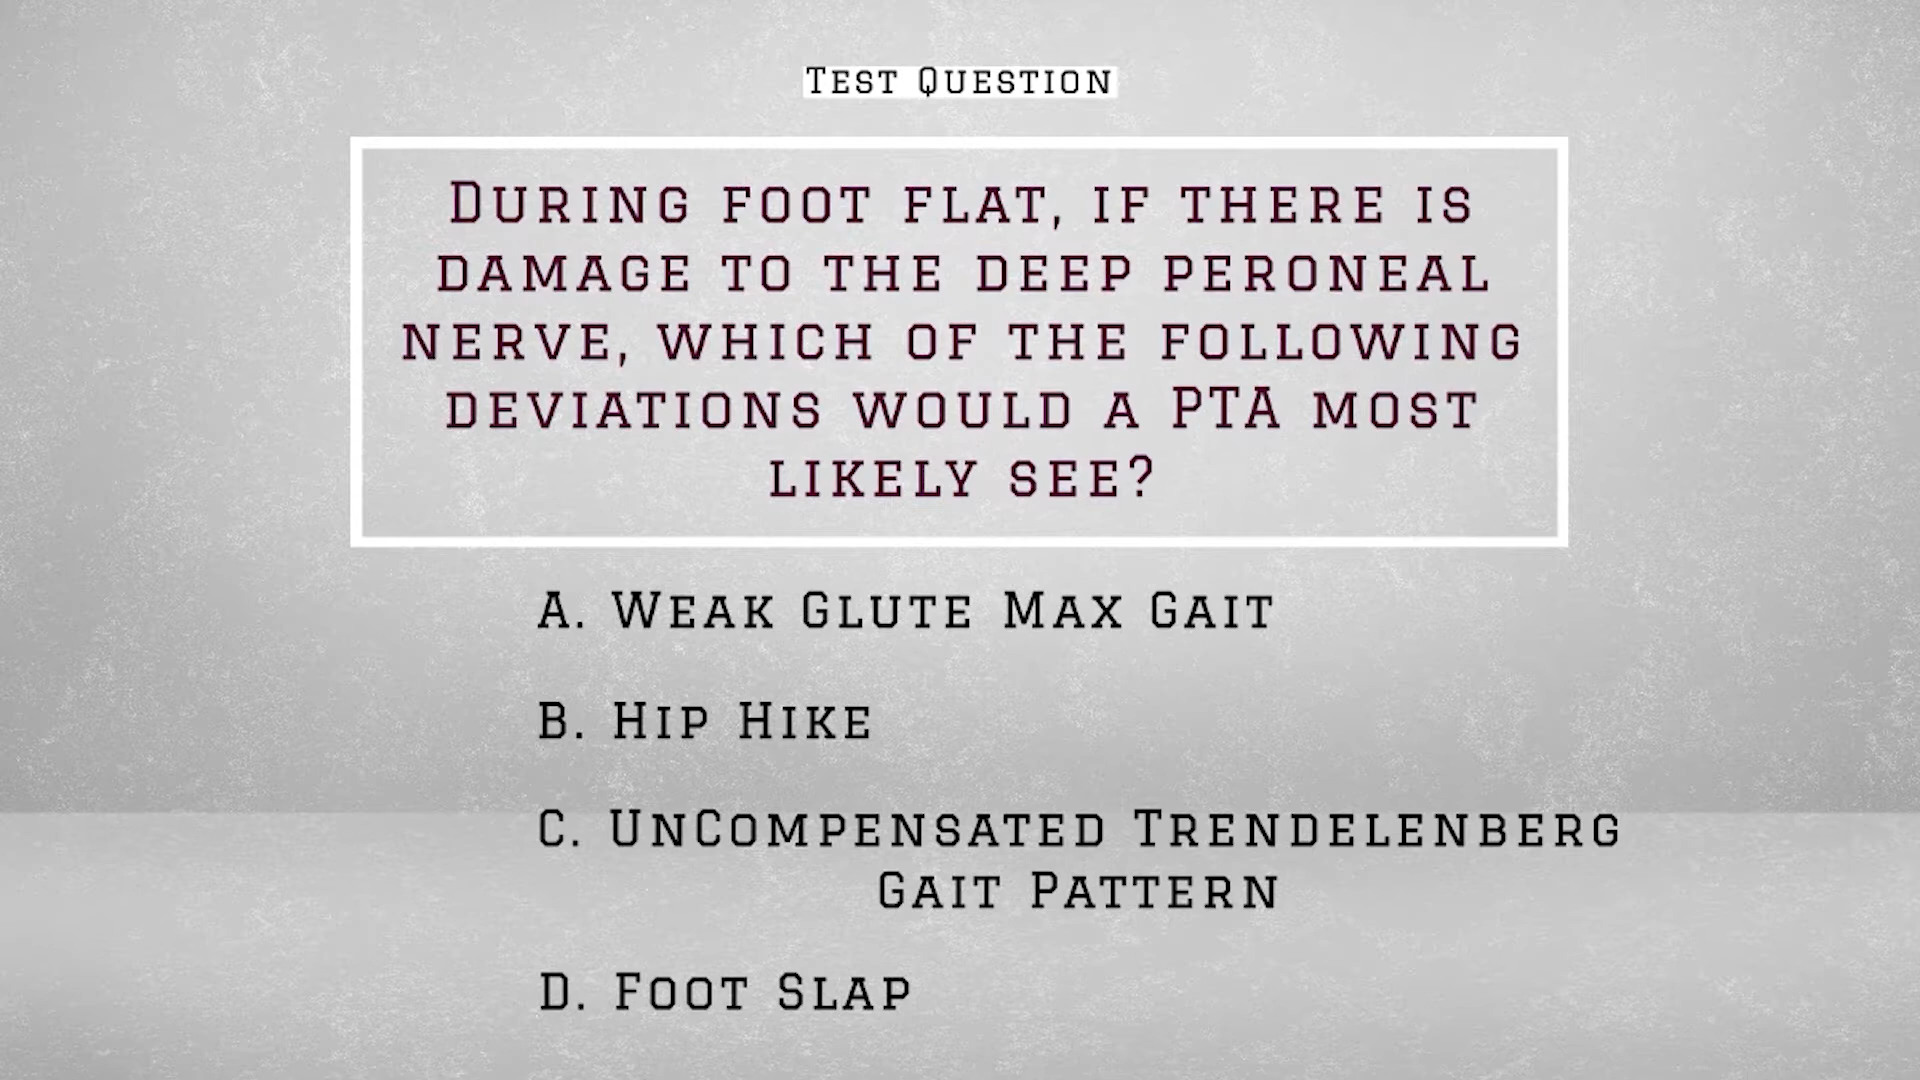 Test Question
During foot flat, if there is
damage to the deep peroneal
nerve, which of the following
deviations would a PTA most
likely see?
A. Weak Glute Max Gait
B. Hip Hike
C. UnCompensated Trendelenberg
Gait Pattern
D. Foot Slap